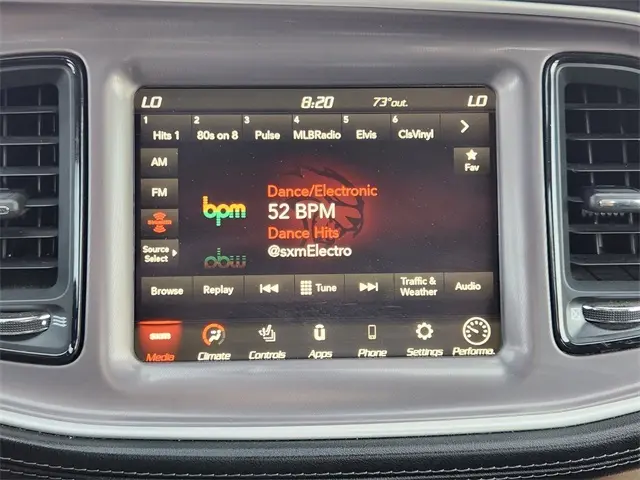 LO 8:20 73°out. LO
1 Hits 1 2 80s on 8 3 Pulse 4 MLBRadio 5 Elvis 6 ClsVinyl
AM
Fav
FM
bpm
Dance/Electronic
52 BPM
Dance Hits
@sxmElectro
Source
Select
Browse Replay Tune Traffic & Audio
Weather
Media Climate Controls Apps Phone Settings Performa.